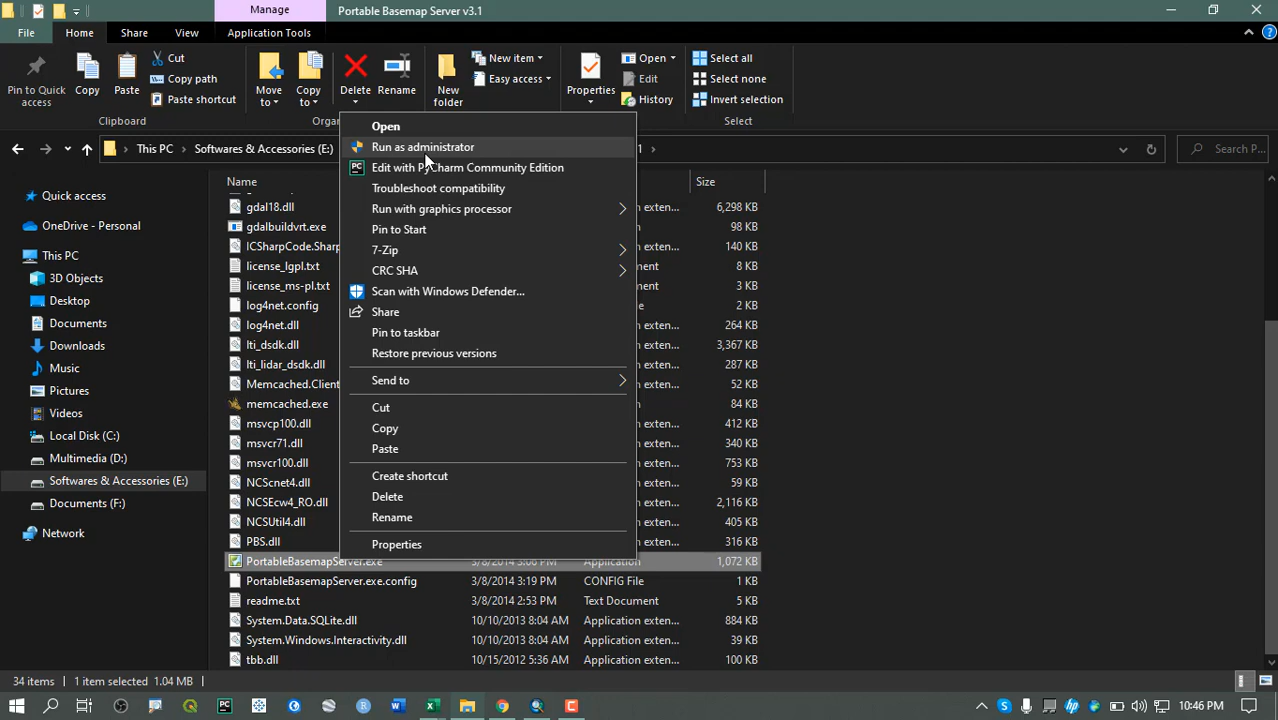 Manage
Portable Basemap Server v3.1
File
Home
Share
View
Application Tools
Pin to Quick access
Copy
Paste
Cut
Copy path
Paste shortcut
Move to
Copy to
Delete
Rename
New folder
New item
Easy access
Properties
Open
Edit
History
Select all
Select none
Invert selection
Clipboard
Select
This PC
Softwares & Accessories (E:)
Search P...
Name
Size
Quick access
OneDrive - Personal
This PC
3D Objects
Desktop
Documents
Downloads
Music
Pictures
Videos
Local Disk (C:)
Multimedia (D:)
Softwares & Accessories (E:)
Documents (F:)
Network
Open
Run as administrator
Edit with PyCharm Community Edition
Troubleshoot compatibility
Run with graphics processor
Pin to Start
7-Zip
CRC SHA
Scan with Windows Defender...
Share
Pin to taskbar
Restore previous versions
Send to
Cut
Copy
Paste
Create shortcut
Delete
Rename
Properties
gdal18.dll 6,298 KB
gdalbuildvrt.exe 98 KB
ICSharpCode.Sharp 140 KB
license_lgpl.txt 8 KB
license_ms-pl.txt 3 KB
log4net.config 2 KB
log4net.dll 264 KB
lti_dsdk.dll 3,367 KB
lti_lidar_dsdk.dll 564 KB
Memcached.Client 52 KB
memcached.exe 84 KB
msvcp100.dll 412 KB
msvcr71.dll 340 KB
msvcr100.dll 753 KB
NCScnet4.dll 59 KB
NCSEcw4_RO.dll 2,116 KB
NCSUtil4.dll 405 KB
PBS.dll 316 KB
PortableBasemapServer.exe 3/8/2014 3:06 PM Application 1,072 KB
PortableBasemapServer.exe.config 3/8/2014 3:19 PM CONFIG File 1 KB
readme.txt 3/8/2014 2:53 PM Text Document 5 KB
System.Data.SQLite.dll 10/10/2013 8:04 AM Application exten... 884 KB
System.Windows.Interactivity.dll 10/10/2013 8:04 AM Application exten... 39 KB
tbb.dll 10/15/2012 5:36 AM Application exten... 100 KB
34 items 1 item selected 1.04 MB
10:46 PM